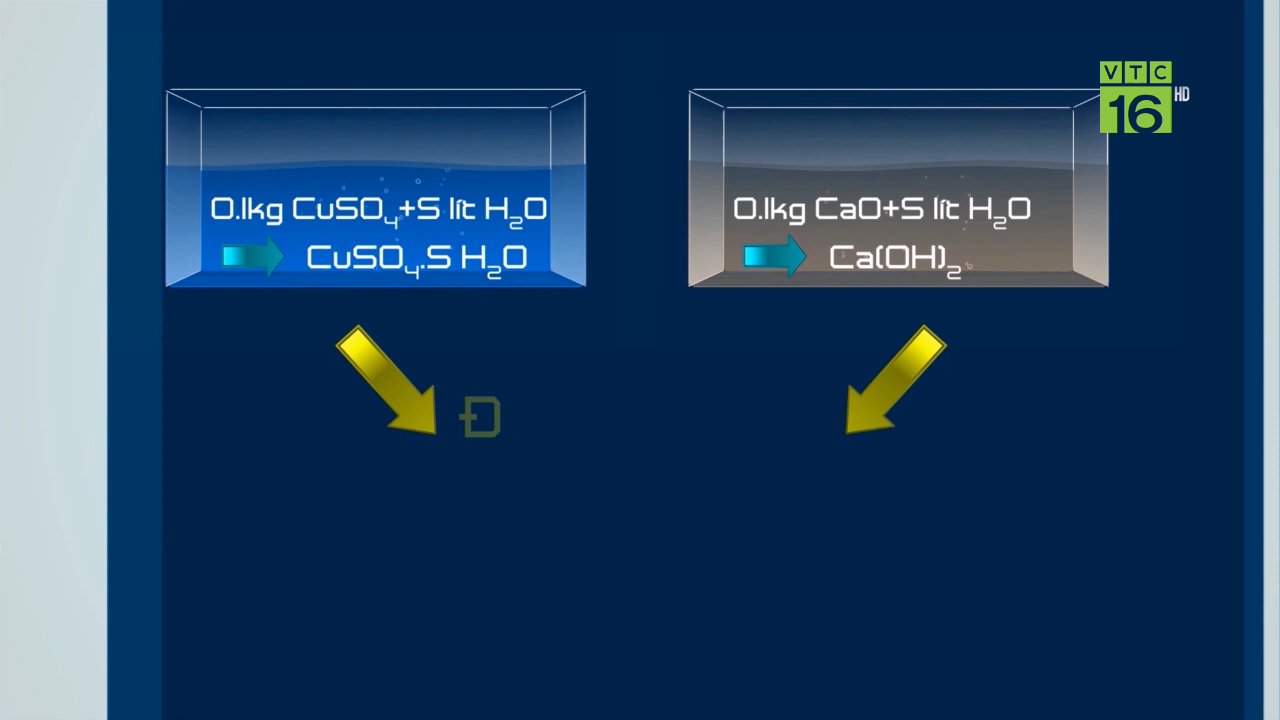 0.1kg CuSO₄+5 lít H₂O
CuSO₄.5 H₂O
0.1kg CaO+5 lít H₂O
Ca(OH)₂
Đ
VTC
16
HD